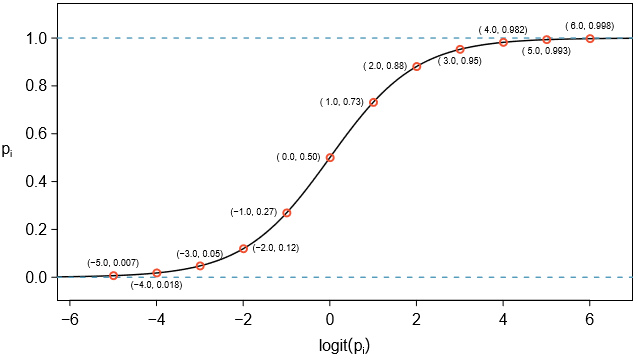 ( 6.0, 0.998)
( 4.0, 0.982)
1.0
( 5.0, 0.993)
( 3.0, 0.95)
( 2.0, 0.88)
0.8
( 1.0, 0.73)
0.6
pi
( 0.0, 0.50)
0.4
(−1.0, 0.27)
0.2
(−2.0, 0.12)
(−3.0, 0.05)
(−5.0, 0.007)
0.0
(−4.0, 0.018)
−6 −4 −2 0 2 4 6
logit(pi)